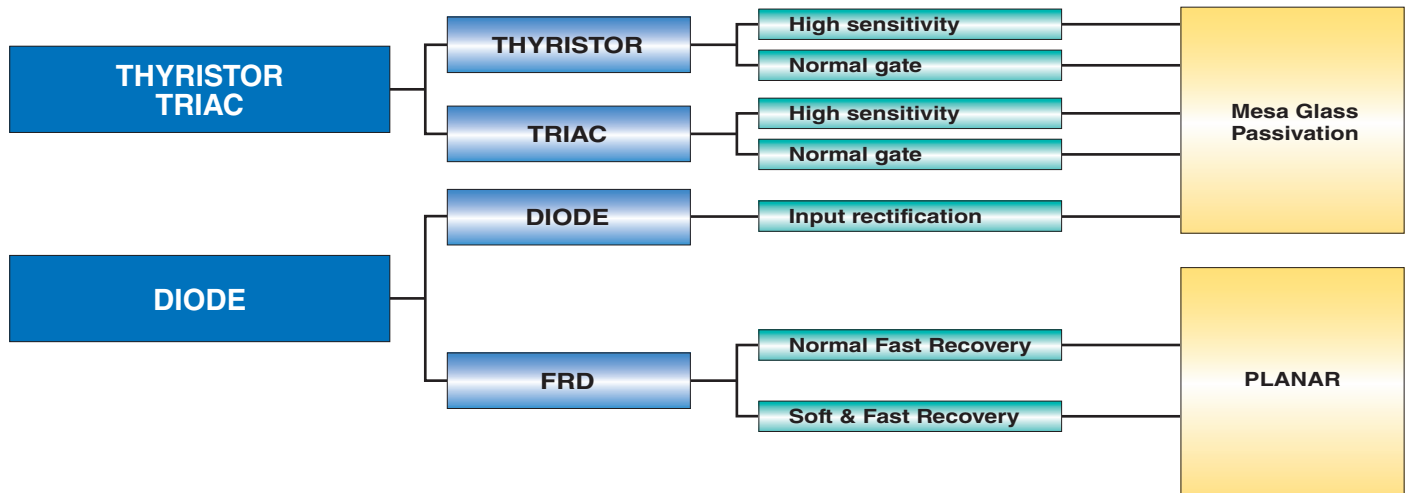 THYRISTOR
TRIAC
THYRISTOR
High sensitivity
Normal gate
TRIAC
High sensitivity
Normal gate
Mesa Glass
Passivation
DIODE
DIODE
Input rectification
FRD
Normal Fast Recovery
Soft & Fast Recovery
PLANAR